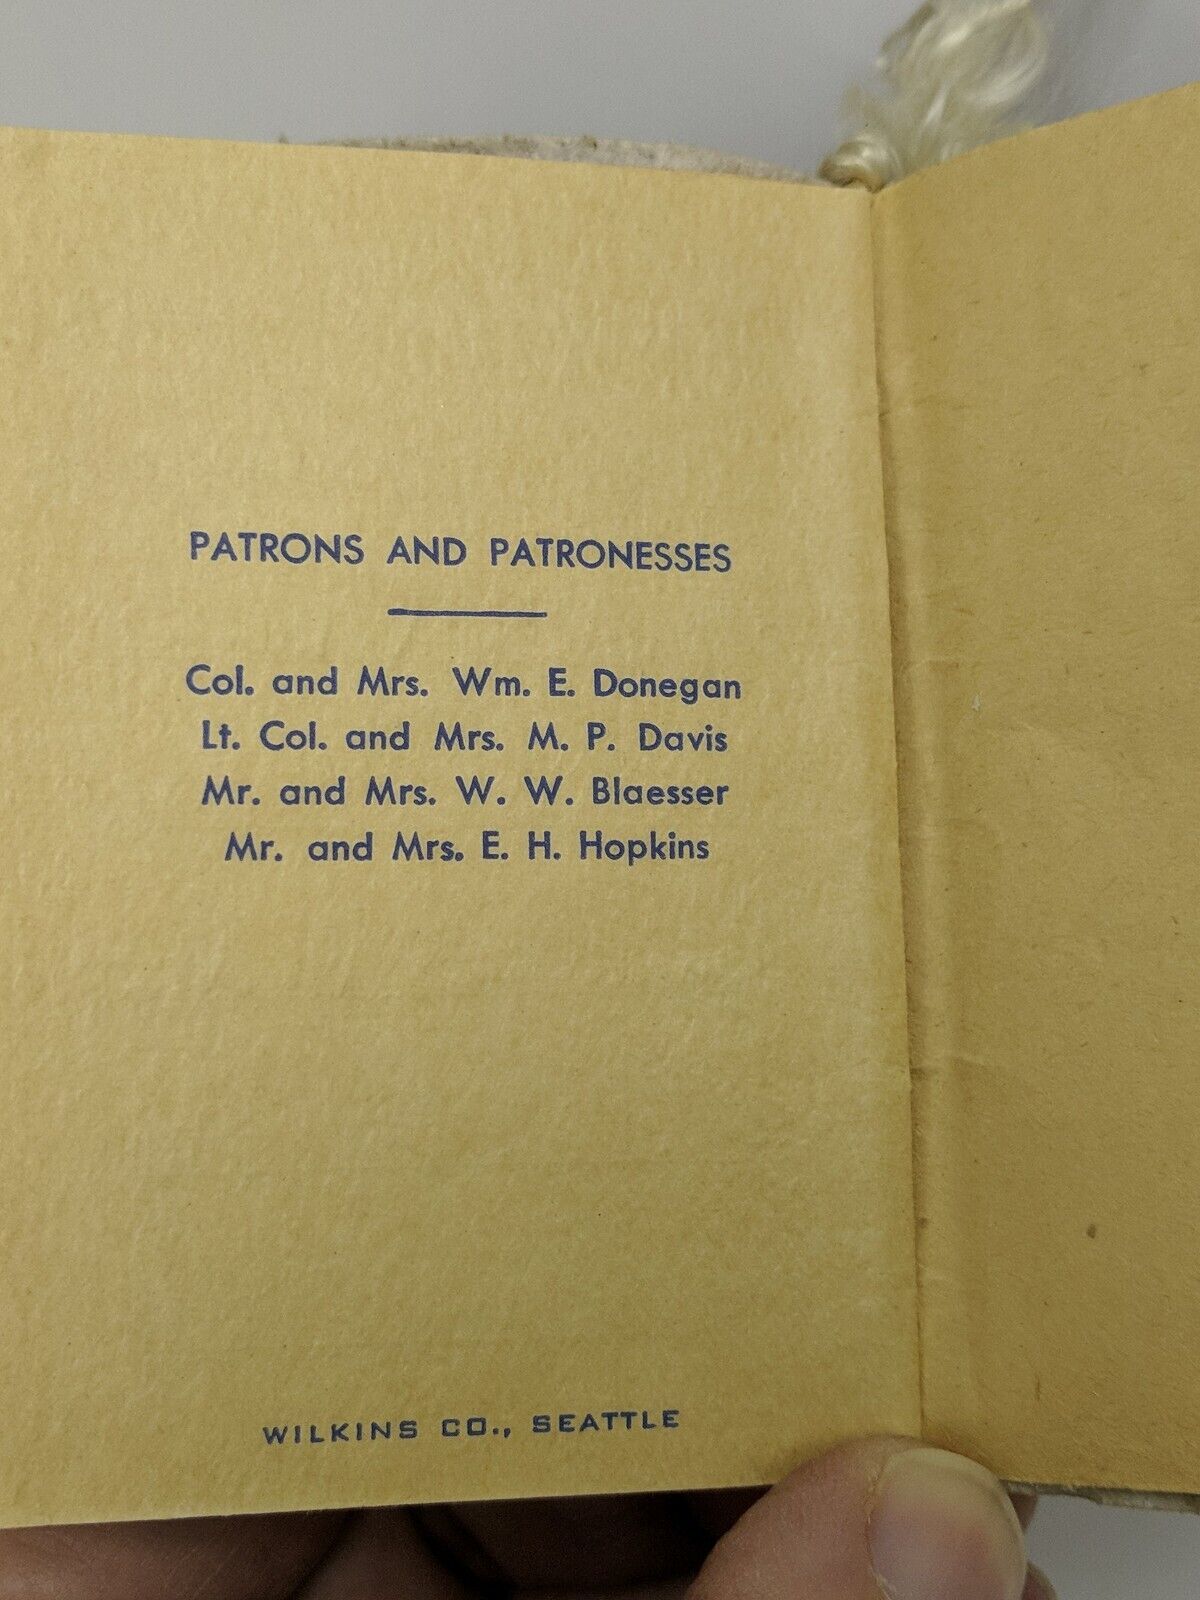 PATRONS AND PATRONESSES
Col. and Mrs. Wm. E. Donegan
Lt. Col. and Mrs. M. P. Davis
Mr. and Mrs. W. W. Blaesser
Mr. and Mrs. E. H. Hopkins
WILKINS CO., SEATTLE